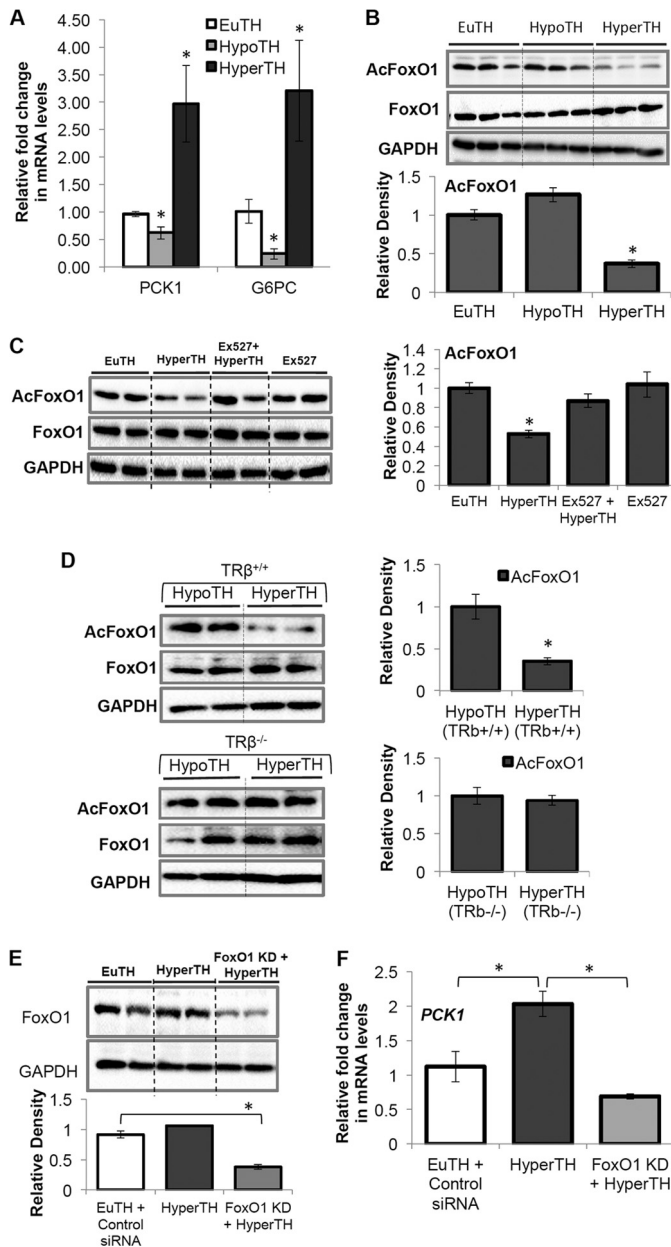 A
Relative fold change
in mRNA levels
4.50
4.00
3.50
3.00
2.50
2.00
1.50
1.00
0.50
0.00
EuTH
HypoTH
HyperTH
* * * *
PCK1 G6PC
B
EuTH HypoTH HyperTH
AcFoxO1
FoxO1
GAPDH
Relative Density
1.5
1
0.5
0
AcFoxO1
*
EuTH HypoTH HyperTH
C
EuTH HyperTH Ex527+ HyperTH Ex527
AcFoxO1
FoxO1
GAPDH
Relative Density
1.2
1
0.8
0.6
0.4
0.2
0
AcFoxO1
*
EuTH HyperTH Ex527 + Ex527
HyperTH
D
TRβ+/+
HypoTH HyperTH
AcFoxO1
FoxO1
GAPDH
Relative Density
1.5
1
0.5
0
AcFoxO1
*
HypoTH HyperTH
(TRb+/+) (TRb+/+)
TRβ-/-
HypoTH HyperTH
AcFoxO1
FoxO1
GAPDH
Relative Density
1.5
1
0.5
0
AcFoxO1
HypoTH HyperTH
(TRb-/-) (TRb-/-)
E
EuTH HyperTH FoxO1 KD + HyperTH
FoxO1
GAPDH
Relative Density
1.5
1
0.5
0
*
EuTH + HyperTH FoxO1 KD
Control + HyperTH
siRNA
F
Relative fold change
in mRNA levels
2.5
2
1.5
1
0.5
0
PCK1
* *
EuTH + HyperTH FoxO1 KD
Control + HyperTH
siRNA